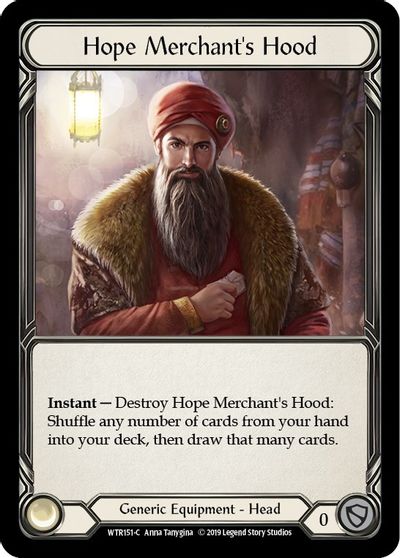 Hope Merchant's Hood
Instant — Destroy Hope Merchant's Hood:
Shuffle any number of cards from your hand
into your deck, then draw that many cards.
Generic Equipment - Head
0
WTR151-C Anna Tanygina © 2019 Legend Story Studios